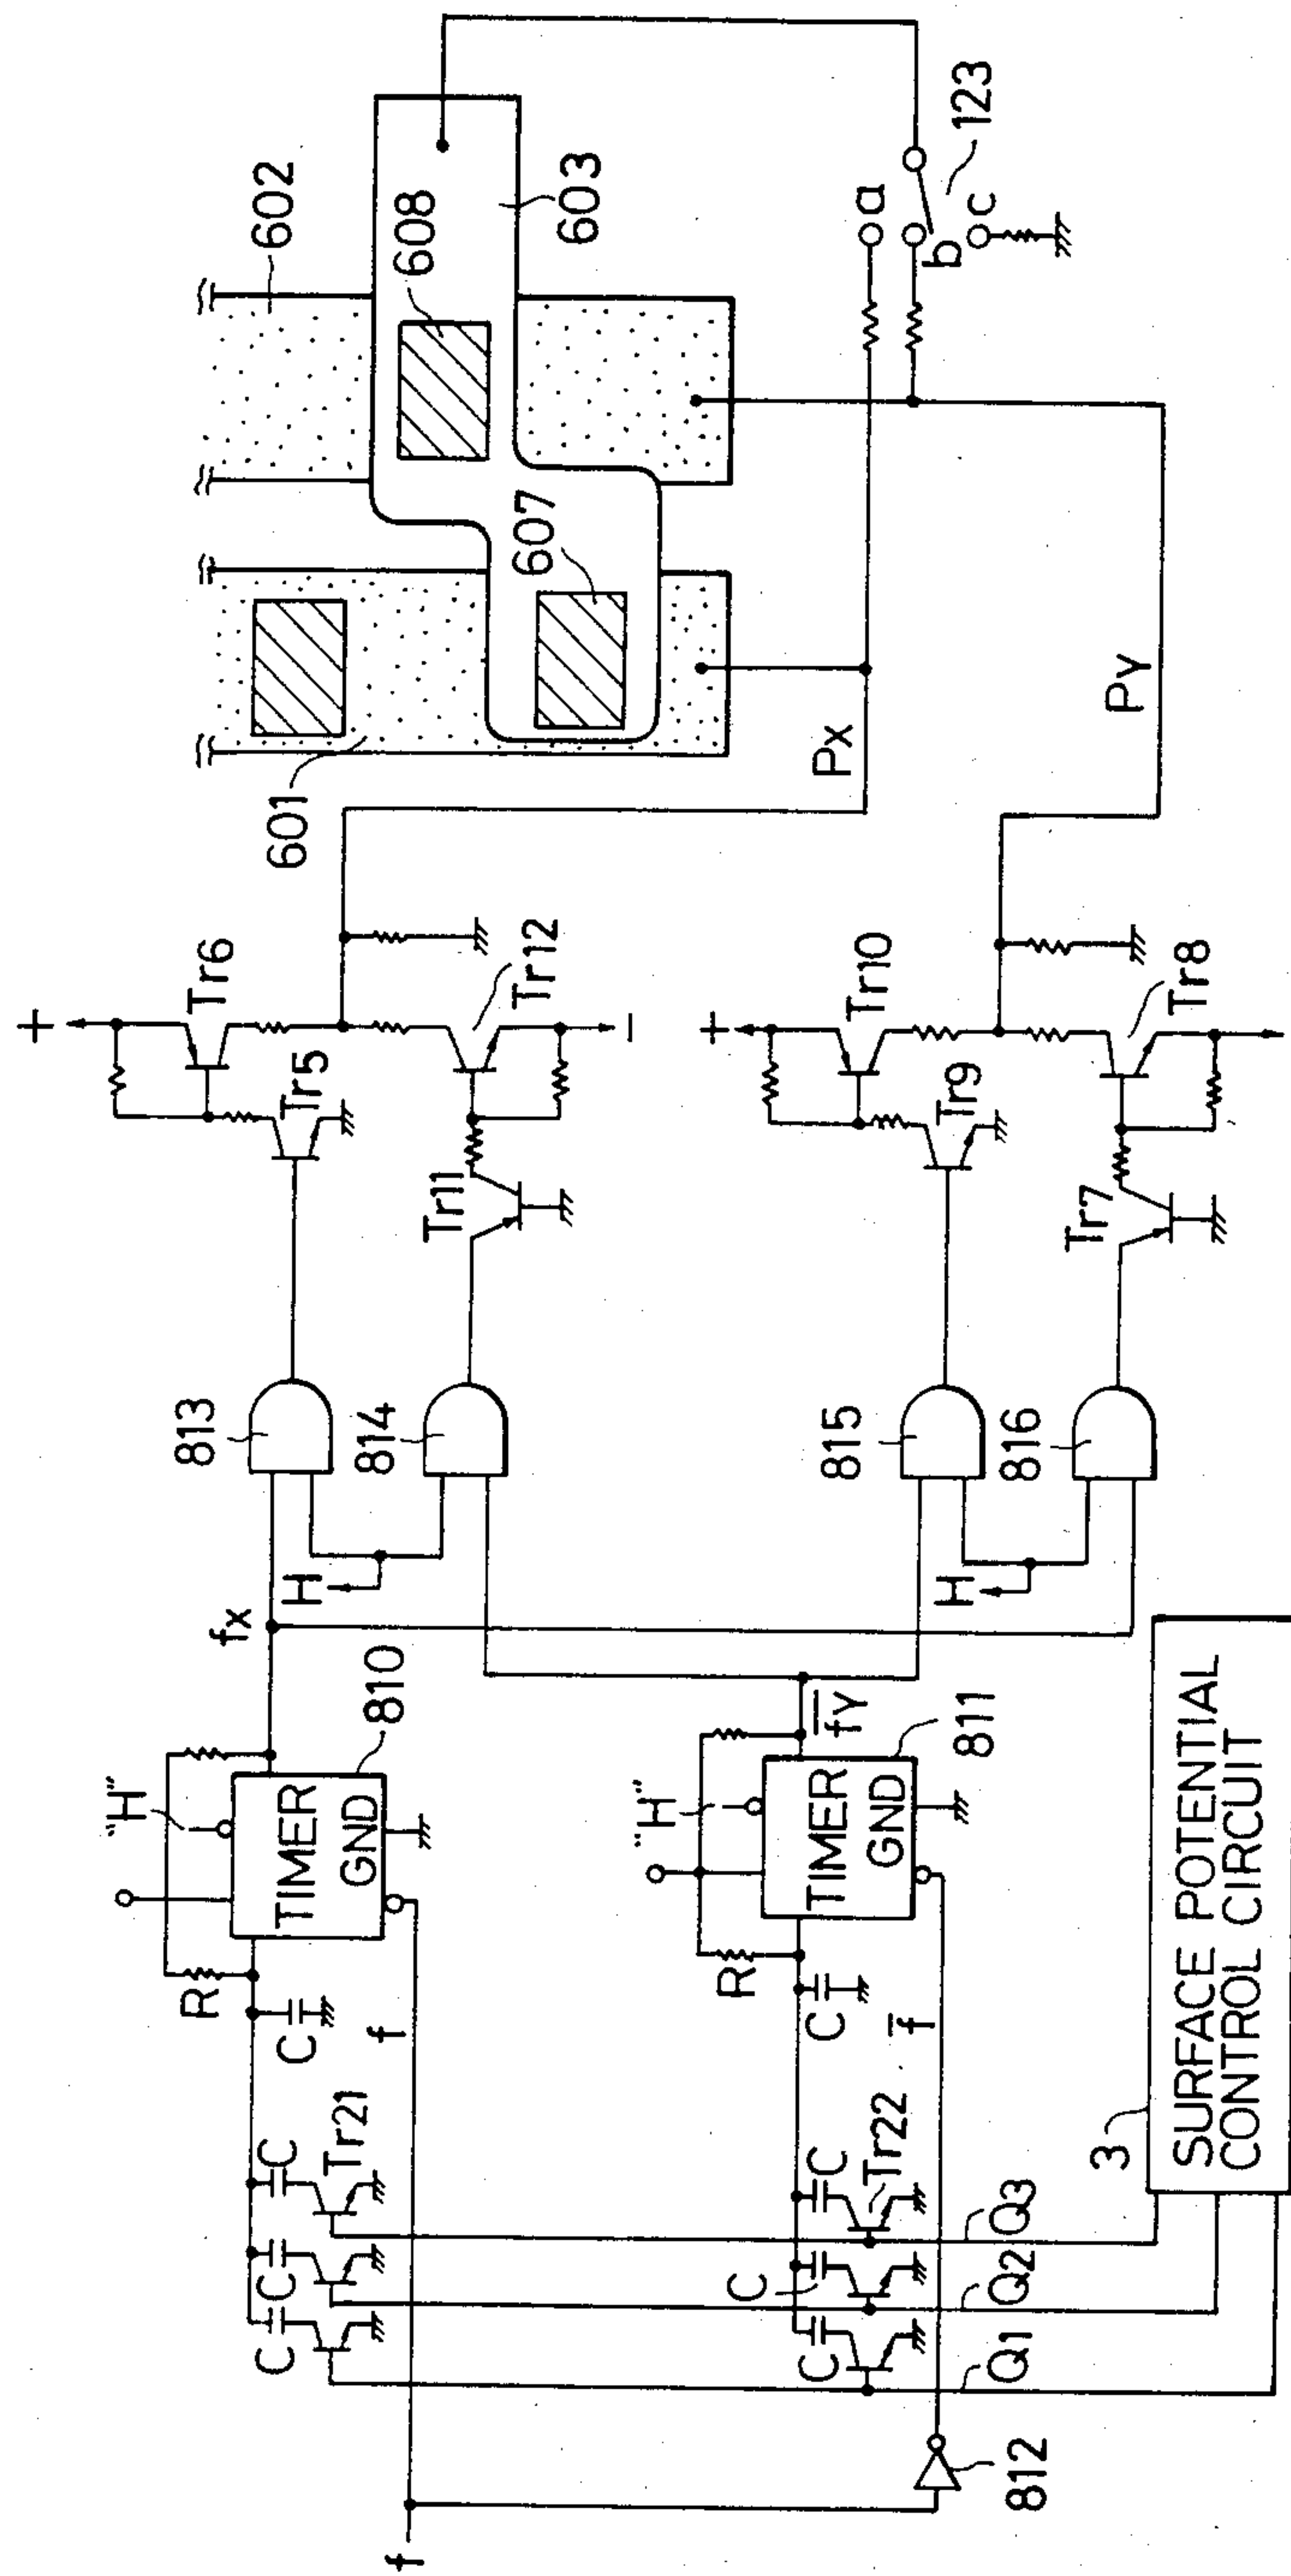 602
608
603
607
601
a
b
c
123
Px
Py
+
Tr6
Tr5
Tr12
Tr11
−
+
Tr10
Tr9
Tr8
Tr7
813
814
815
816
H
H
fx
f̅y̅
"H"
TIMER
GND
810
R
C
f
"H"
TIMER
GND
811
R
C
f̅
C
C
C
Tr21
C
C
C
Tr22
Q1
Q2
Q3
3
SURFACE POTENTIAL
CONTROL CIRCUIT
812
f